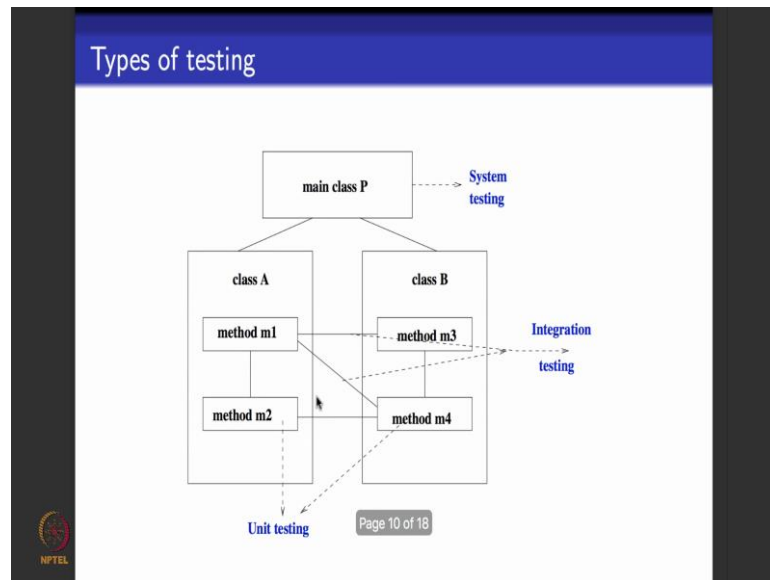 Types of testing
main class P
System
testing
class A
class B
method m1
method m3
Integration
testing
method m2
method m4
Unit testing
Page 10 of 18
NPTEL